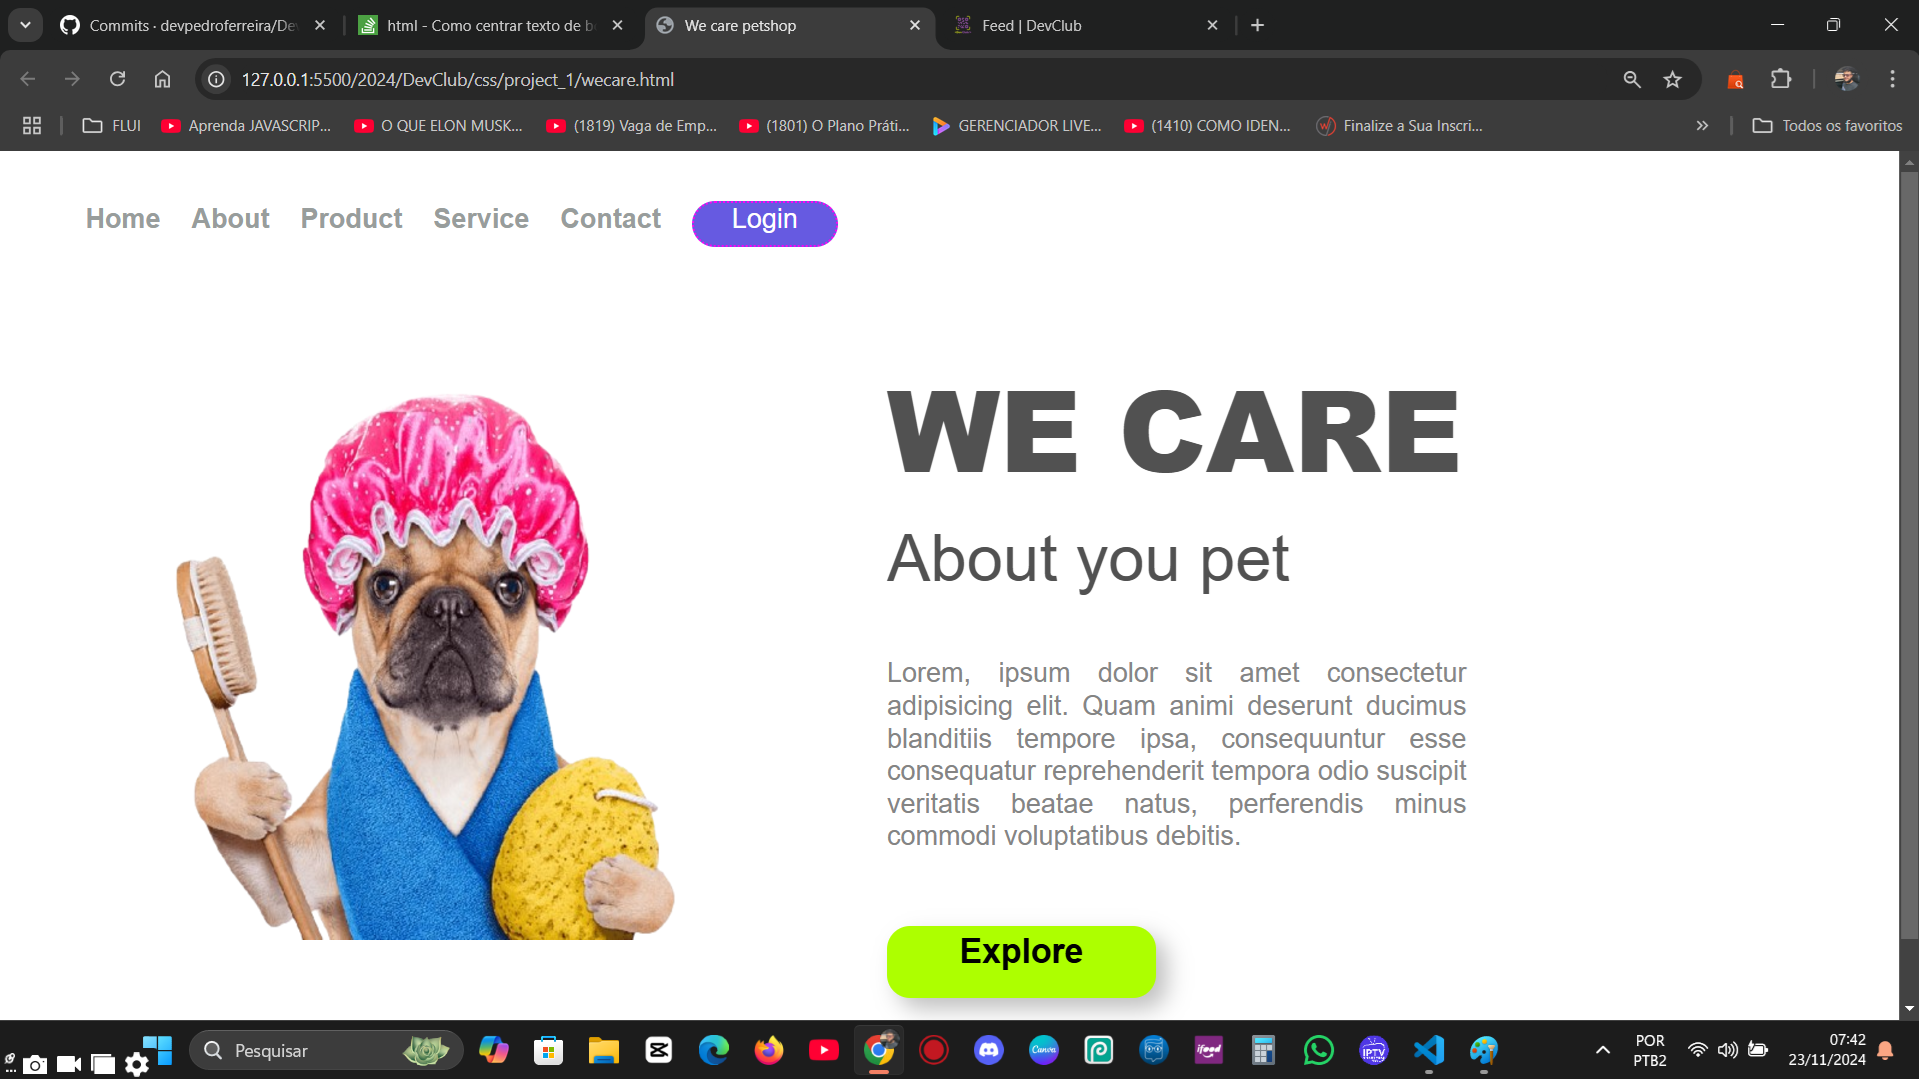 Commits · devpedroferreira/De
html - Como centrar texto de b
We care petshop
Feed | DevClub
127.0.0.1:5500/2024/DevClub/css/project_1/wecare.html
FLUI
Aprenda JAVASCRIP...
O QUE ELON MUSK...
(1819) Vaga de Emp...
(1801) O Plano Práti...
GERENCIADOR LIVE...
(1410) COMO IDEN...
Finalize a Sua Inscri...
Todos os favoritos
Home About Product Service Contact Login
WE CARE
About you pet
Lorem, ipsum dolor sit amet consectetur
adipisicing elit. Quam animi deserunt ducimus
blanditiis tempore ipsa, consequuntur esse
consequatur reprehenderit tempora odio suscipit
veritatis beatae natus, perferendis minus
commodi voluptatibus debitis.
Explore
Pesquisar
Canva
ifood
IPTV
POR
PTB2
07:42
23/11/2024